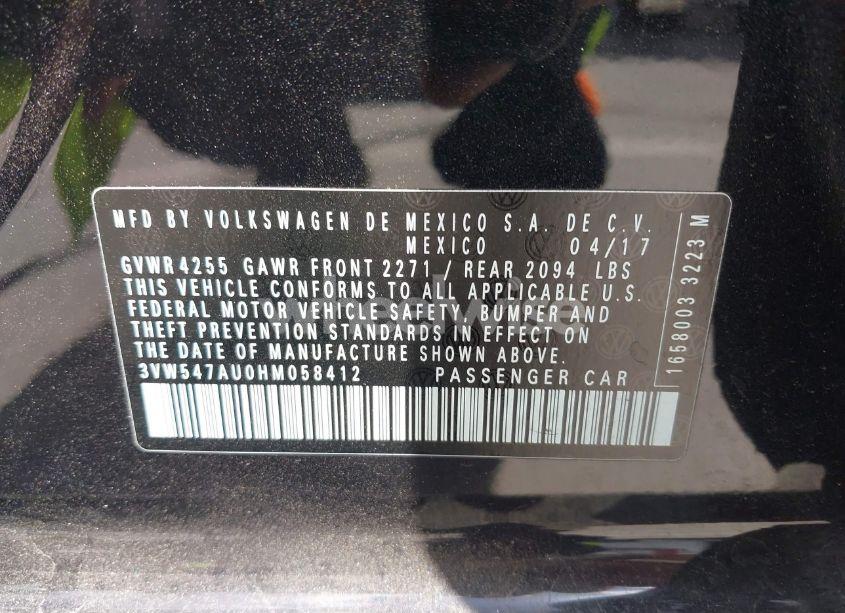 MFD BY VOLKSWAGEN DE MEXICO S.A. DE C.V.
MEXICO 04/17
GVWR 4255 GAWR FRONT 2271 / REAR 2094 LBS
THIS VEHICLE CONFORMS TO ALL APPLICABLE U.S.
FEDERAL MOTOR VEHICLE SAFETY, BUMPER AND
THEFT PREVENTION STANDARDS IN EFFECT ON
THE DATE OF MANUFACTURE SHOWN ABOVE.
3VW547AU0HM058412 PASSENGER CAR
1658003 3223 M